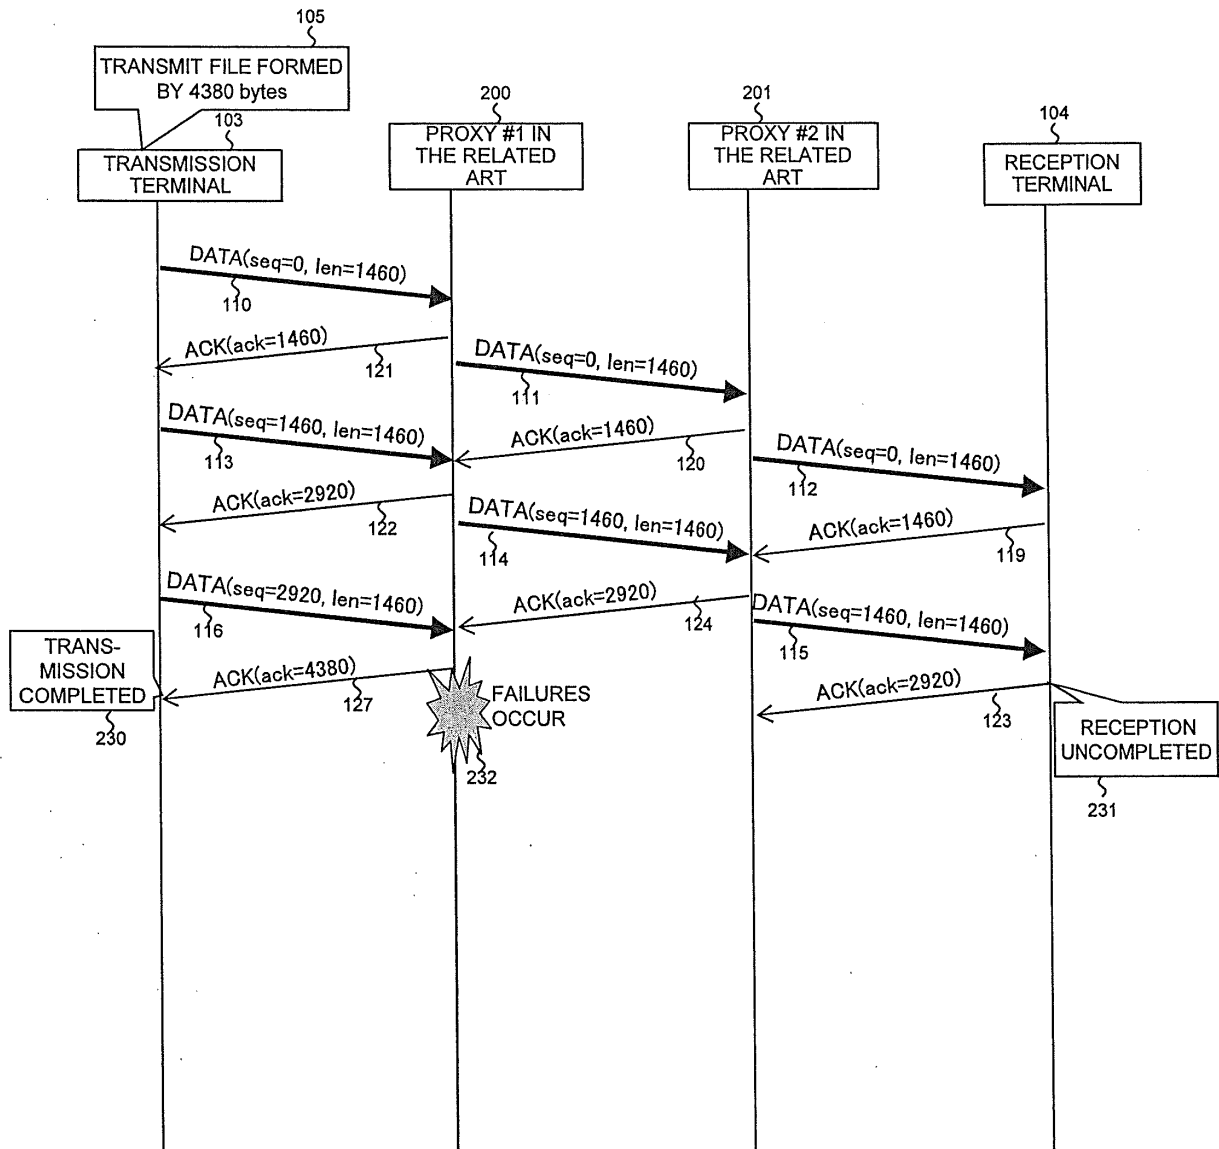 105
TRANSMIT FILE FORMED
BY 4380 bytes
103
TRANSMISSION
TERMINAL
200
PROXY #1 IN
THE RELATED
ART
201
PROXY #2 IN
THE RELATED
ART
104
RECEPTION
TERMINAL
DATA(seq=0, len=1460)
110
ACK(ack=1460)
121
DATA(seq=0, len=1460)
111
DATA(seq=1460, len=1460)
113
ACK(ack=1460)
120
DATA(seq=0, len=1460)
112
ACK(ack=2920)
122
DATA(seq=1460, len=1460)
114
ACK(ack=1460)
119
DATA(seq=2920, len=1460)
116
ACK(ack=2920)
124
DATA(seq=1460, len=1460)
115
TRANS-
MISSION
COMPLETED
230
ACK(ack=4380)
127
FAILURES
OCCUR
232
ACK(ack=2920)
123
RECEPTION
UNCOMPLETED
231